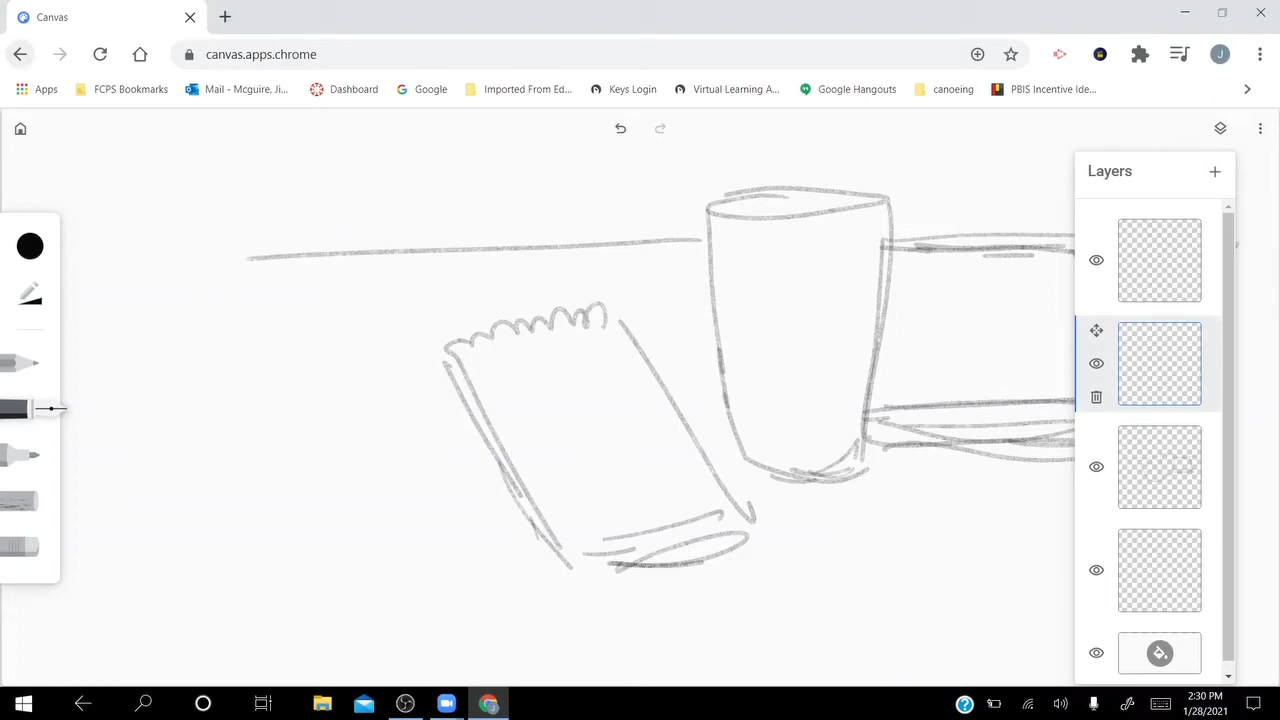 Canvas
canvas.apps.chrome
J
Apps
FCPS Bookmarks
Mail - Mcguire, Ji...
Dashboard
Google
Imported From Ed...
Keys Login
Virtual Learning A...
Google Hangouts
canoeing
PBIS Incentive Ide...
Layers
2:30 PM
1/28/2021